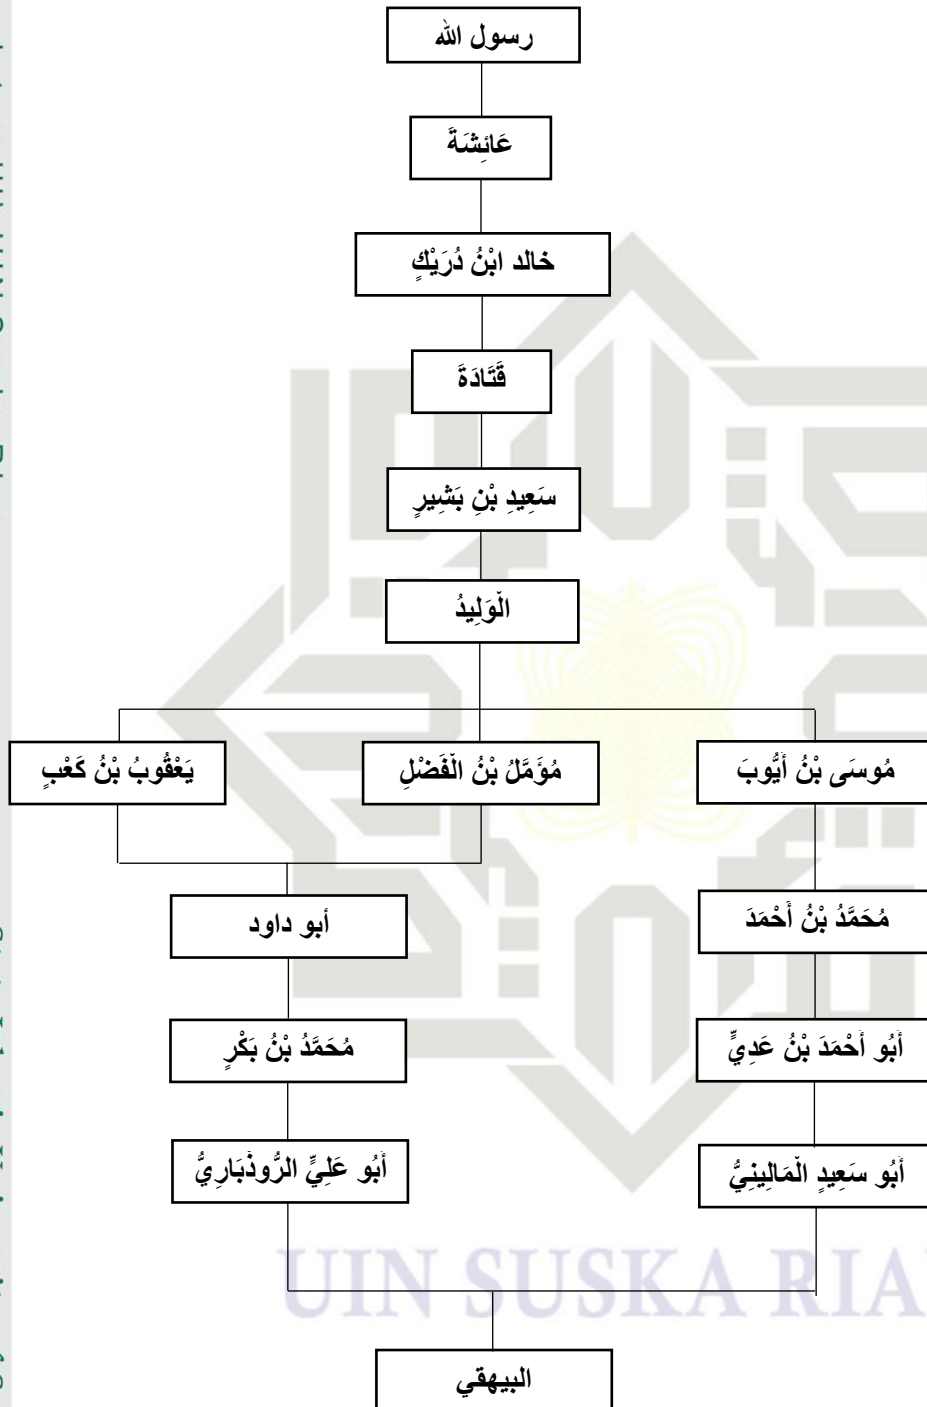 رسول الله
عَائِشَةَ
خالد ابْنُ دُرَيْكٍ
قَتَادَةَ
سَعِيدِ بْنِ بَشِيرٍ
الْوَلِيدُ
مُوسَى بْنُ أَيُّوبَ
مُؤَمَّلُ بْنُ الْفَضْلِ
يَعْقُوبُ بْنُ كَعْبٍ
مُحَمَّدُ بْنُ أَحْمَدَ
أبو داود
أَبُو أَحْمَدَ بْنُ عَدِيٍّ
مُحَمَّدُ بْنُ بَكْرٍ
أَبُو سَعِيدٍ الْمَالِينِيُّ
أَبُو عَلِيٍّ الرُّوذْبَارِيُّ
UIN SUSKA RIA
البيهقي